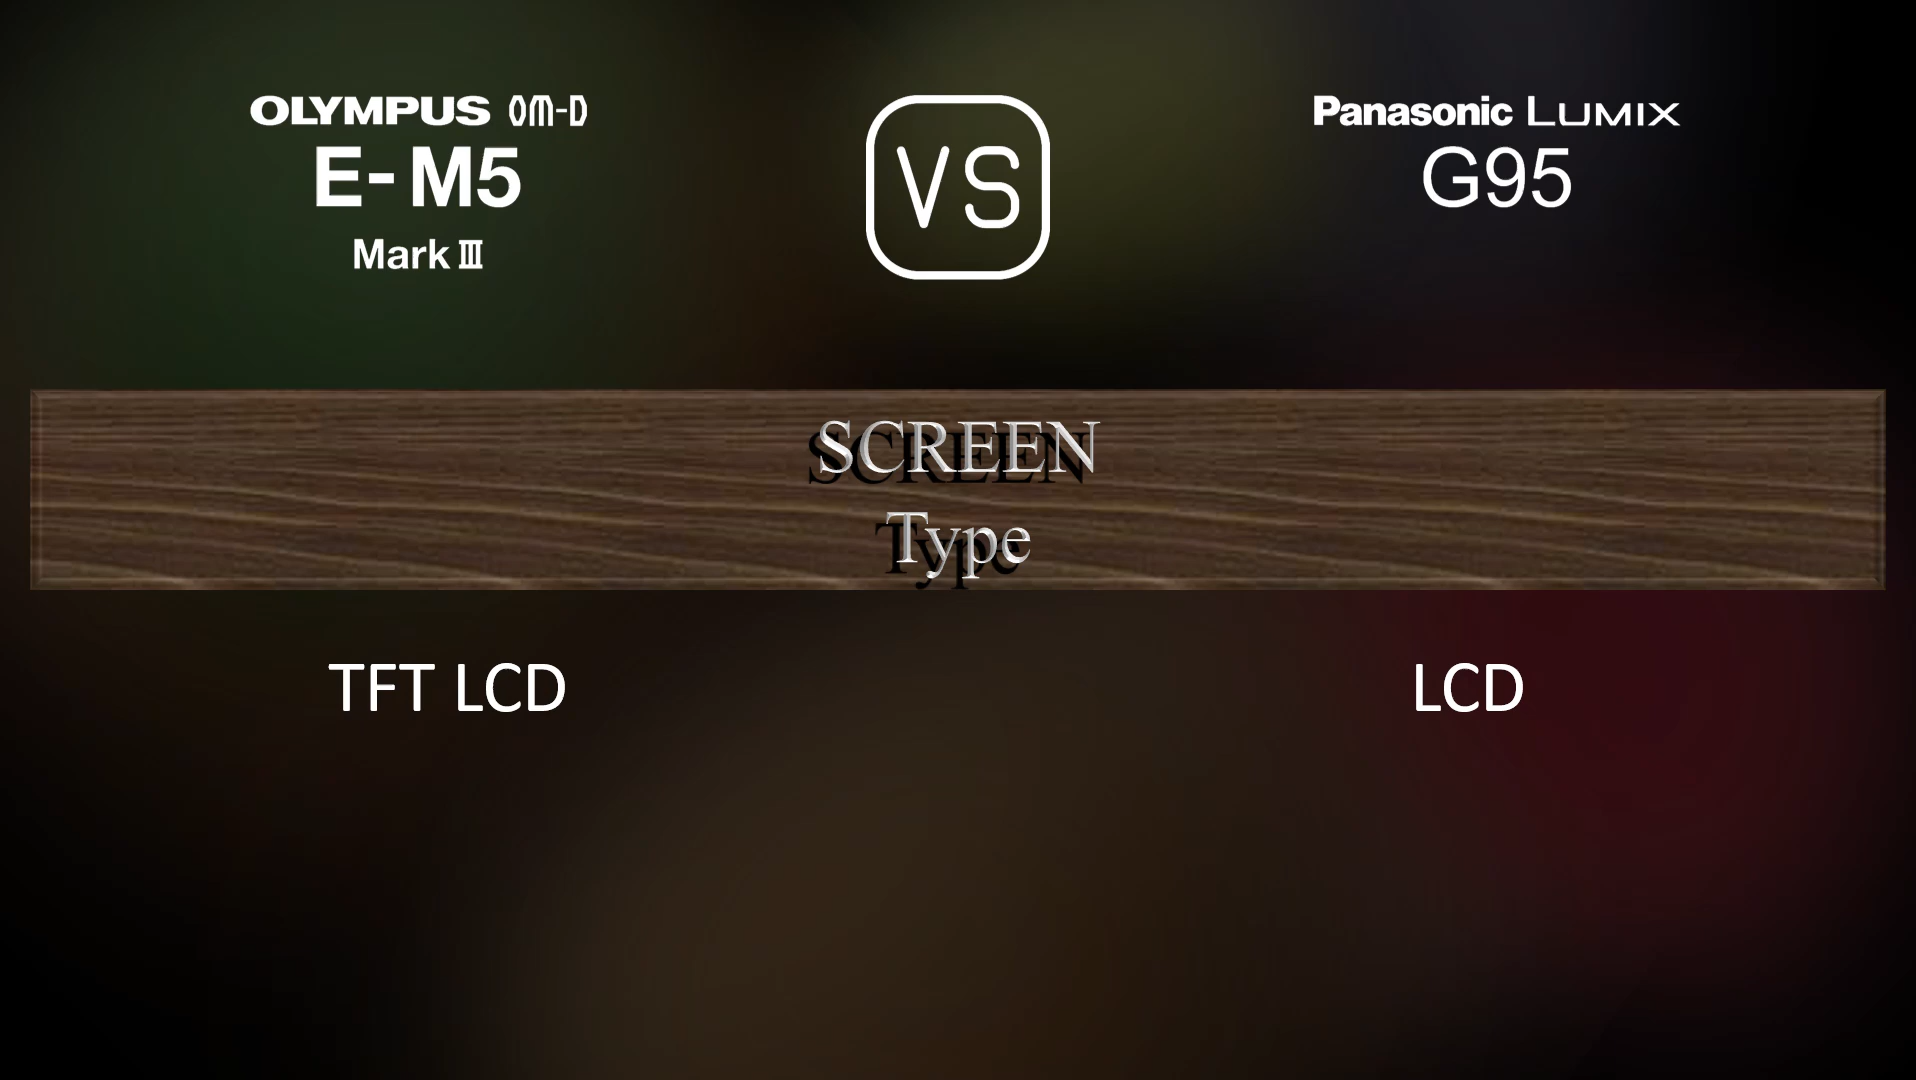 OLYMPUS OM-D
E-M5
Mark III
VS
Panasonic LUMIX
G95
SCREEN
Type
TFT LCD
LCD